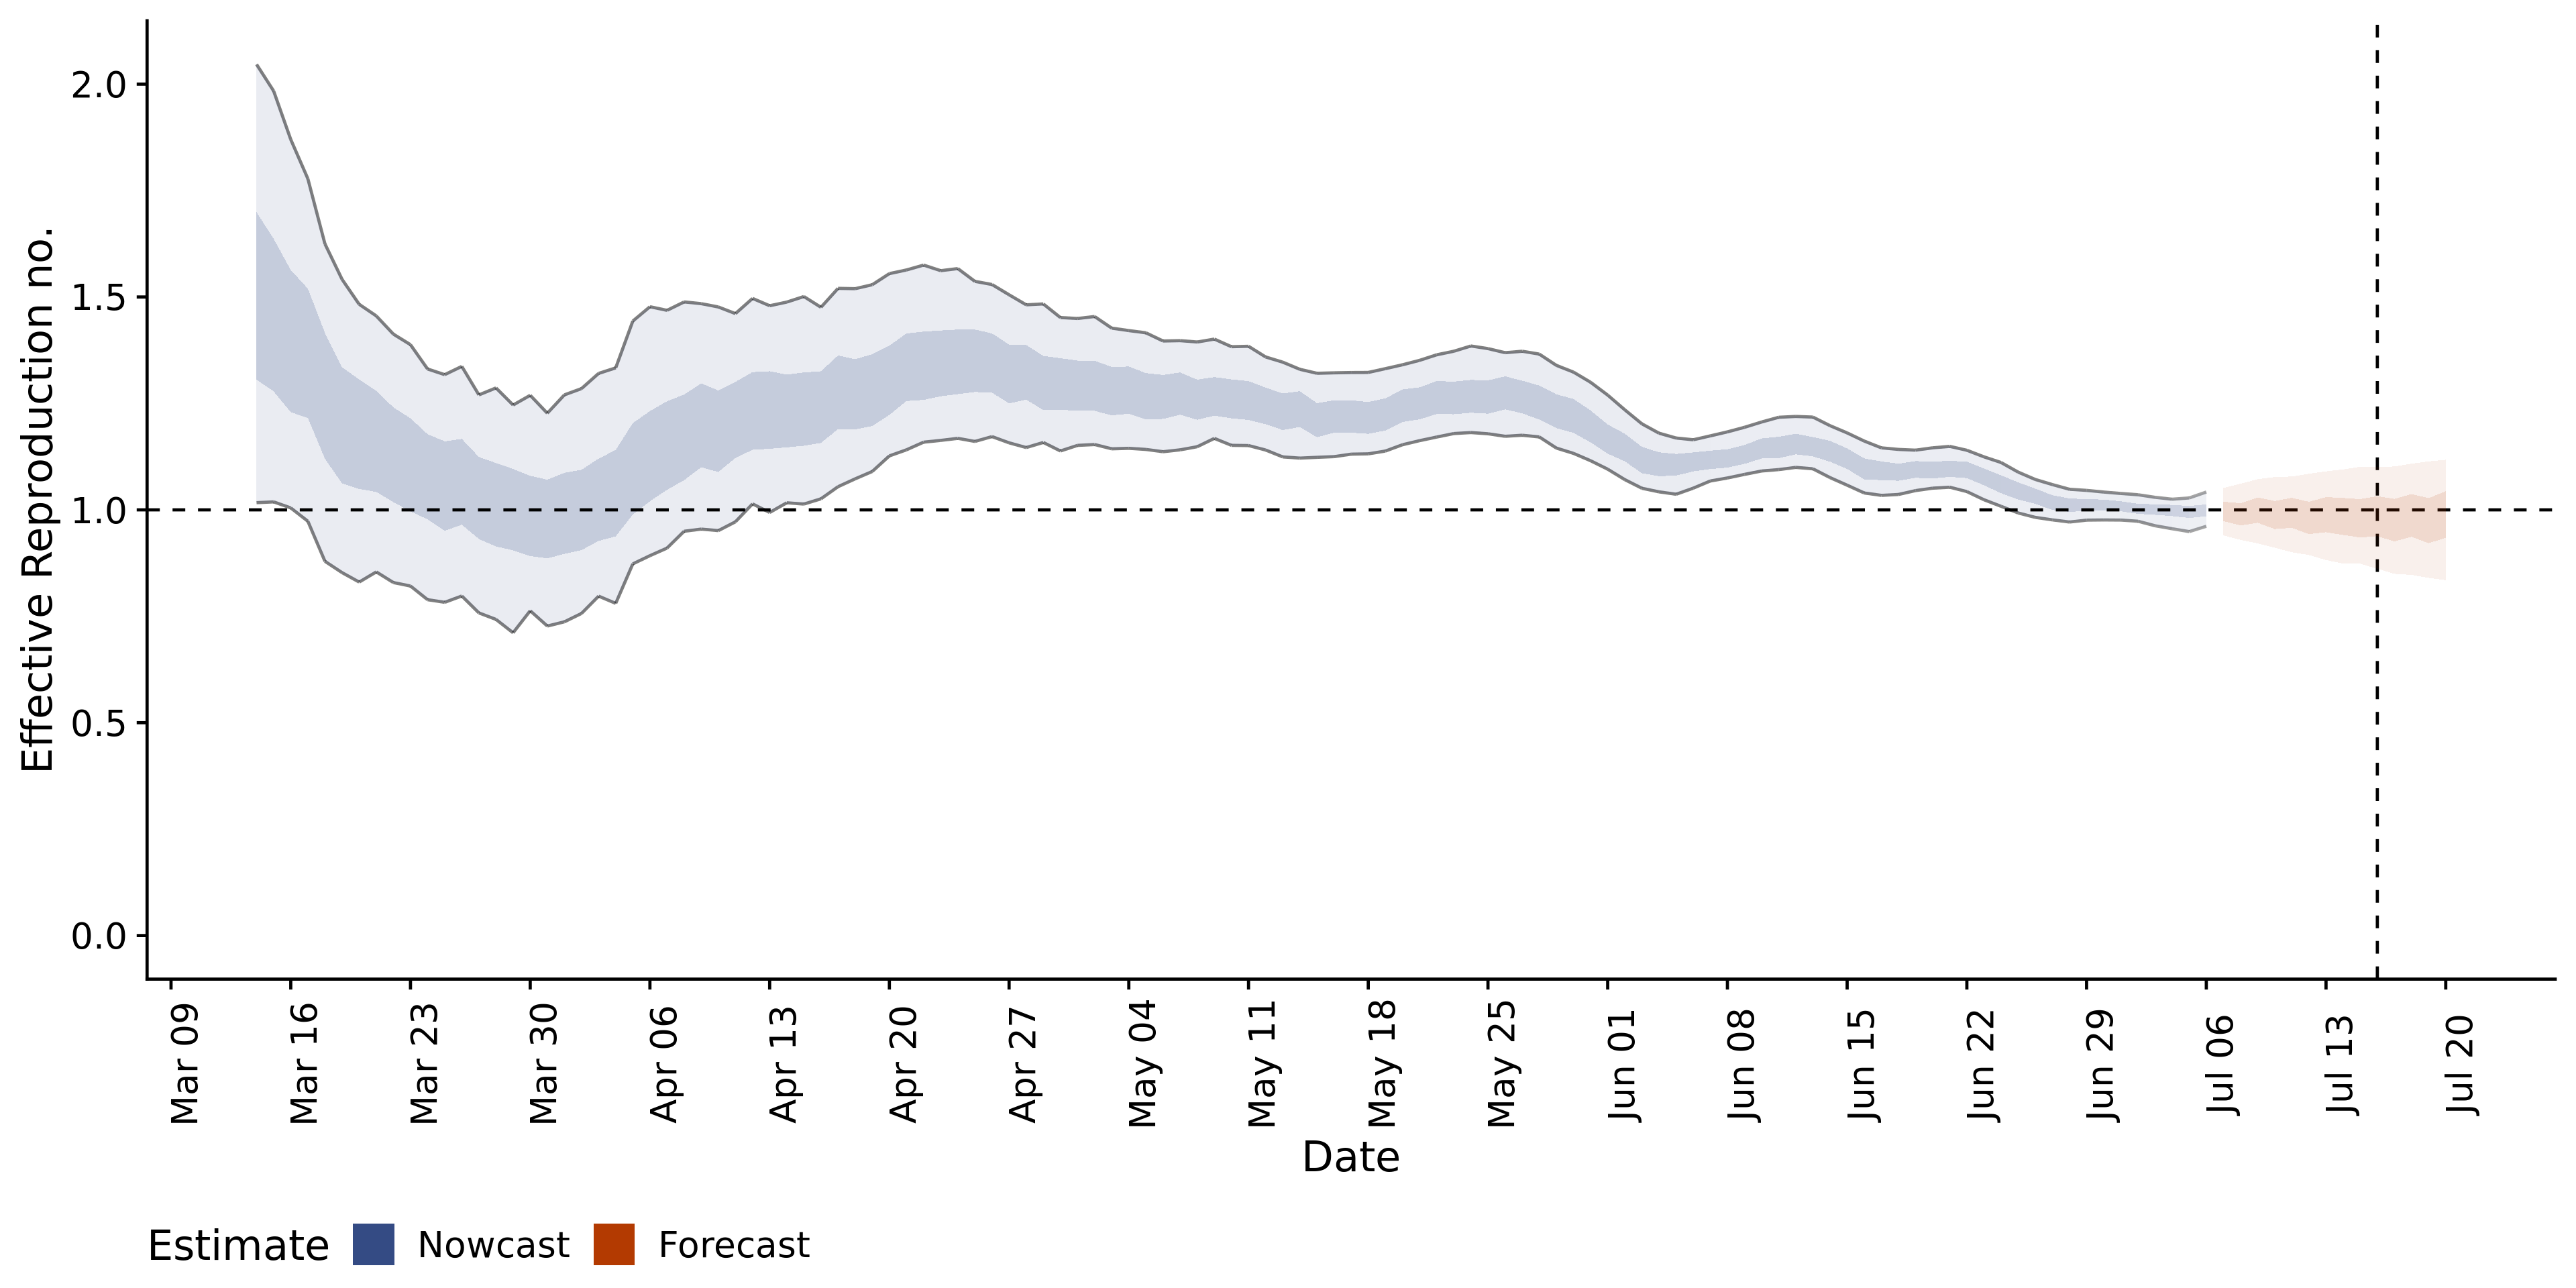 Effective Reproduction no.
2.0
1.5
1.0
0.5
0.0
Mar 09
Mar 16
Mar 23
Mar 30
Apr 06
Apr 13
Apr 20
Apr 27
May 04
May 11
May 18
May 25
Jun 01
Jun 08
Jun 15
Jun 22
Jun 29
Jul 06
Jul 13
Jul 20
Date
Estimate Nowcast Forecast